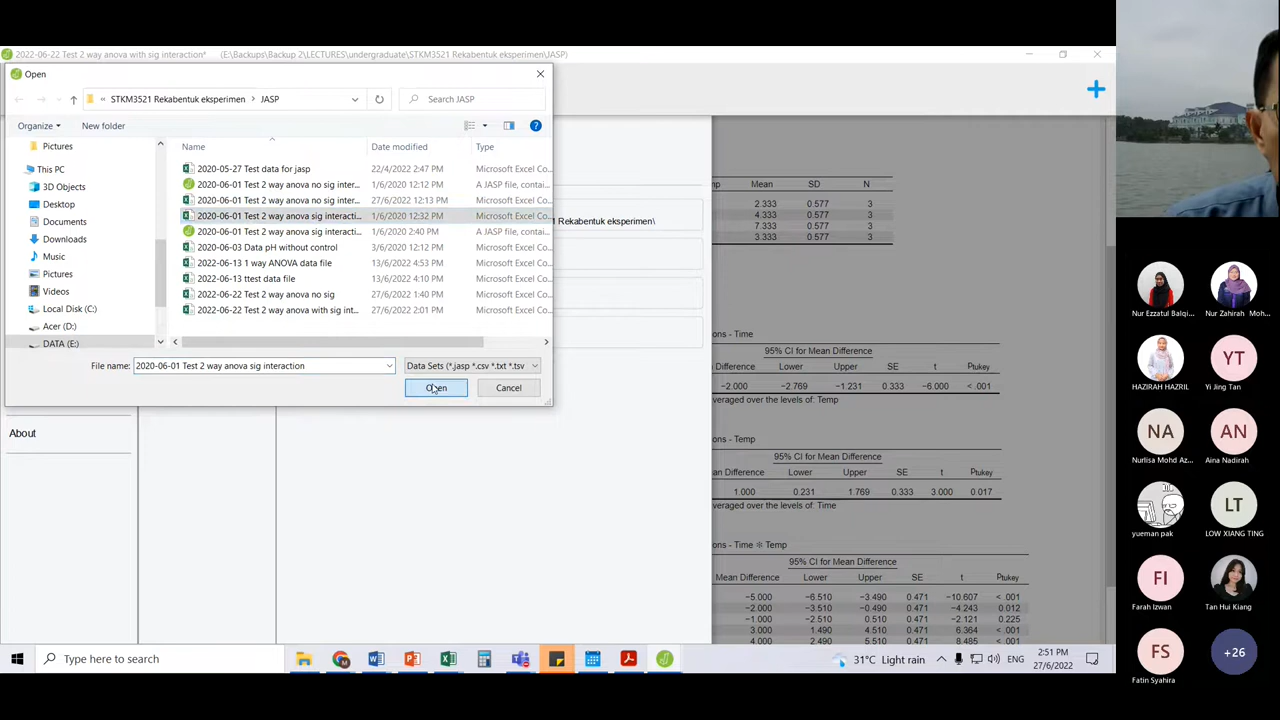 2022-06-22 Test 2 way anova with sig interaction* (E:\Backups\Backup 2\LECTURES\undergraduate\STKM3521 Rekabentuk eksperimen\JASP)
Open
« STKM3521 Rekabentuk eksperimen > JASP
Search JASP
Organize
New folder
Name Date modified Type
Pictures
This PC
3D Objects
Desktop
Documents
Downloads
Music
Pictures
Videos
Local Disk (C:)
Acer (D:)
DATA (E:)
2020-05-27 Test data for jasp 22/4/2022 2:47 PM Microsoft Excel Co...
2020-06-01 Test 2 way anova no sig inter... 1/6/2020 12:12 PM A JASP file, contai...
2020-06-01 Test 2 way anova no sig inter... 27/6/2022 12:13 PM Microsoft Excel Co...
2020-06-01 Test 2 way anova sig interacti... 1/6/2020 12:32 PM Microsoft Excel Co...
2020-06-01 Test 2 way anova sig interacti... 1/6/2020 2:40 PM A JASP file, contai...
2020-06-03 Data pH without control 3/6/2020 12:12 PM Microsoft Excel Co...
2022-06-13 1 way ANOVA data file 13/6/2022 4:53 PM Microsoft Excel Co...
2022-06-13 ttest data file 13/6/2022 4:10 PM Microsoft Excel Co...
2022-06-22 Test 2 way anova no sig 27/6/2022 1:40 PM Microsoft Excel Co...
2022-06-22 Test 2 way anova with sig int... 27/6/2022 2:01 PM Microsoft Excel Co...
File name: 2020-06-01 Test 2 way anova sig interaction
Data Sets (*.jasp *.csv *.txt *.tsv
Open
Cancel
About
1 Rekabentuk eksperimen\
Mean SD N
2.333 0.577 3
4.333 0.577 3
7.333 0.577 3
3.333 0.577 3
ons - Time
95% CI for Mean Difference
Difference Lower Upper SE t Ptukey
−2.000 −2.769 −1.231 0.333 −6.000 < .001
veraged over the levels of: Temp
ons - Temp
95% CI for Mean Difference
an Difference Lower Upper SE t Ptukey
1.000 0.231 1.769 0.333 3.000 0.017
veraged over the levels of: Time
ons - Time ✻ Temp
95% CI for Mean Difference
Mean Difference Lower Upper SE t Ptukey
−5.000 −6.510 −3.490 0.471 −10.607 < .001
−2.000 −3.510 −0.490 0.471 −4.243 0.012
−1.000 −2.510 0.510 0.471 −2.121 0.225
3.000 1.490 4.510 0.471 6.364 < .001
4.000 2.490 5.510 0.471 8.485 < .001
Nur Ezzatul Balqi...
Nur Zahirah Moh...
HAZIRAH HAZRIL
YT
Yi Jing Tan
NA
Nurlisa Mohd Az...
AN
Aina Nadirah
yueman pak
LT
LOW XIANG TING
FI
Farah Izwan
Tan Hui Kiang
FS
Fatin Syahira
+26
Type here to search
31°C Light rain
ENG
2:51 PM
27/6/2022